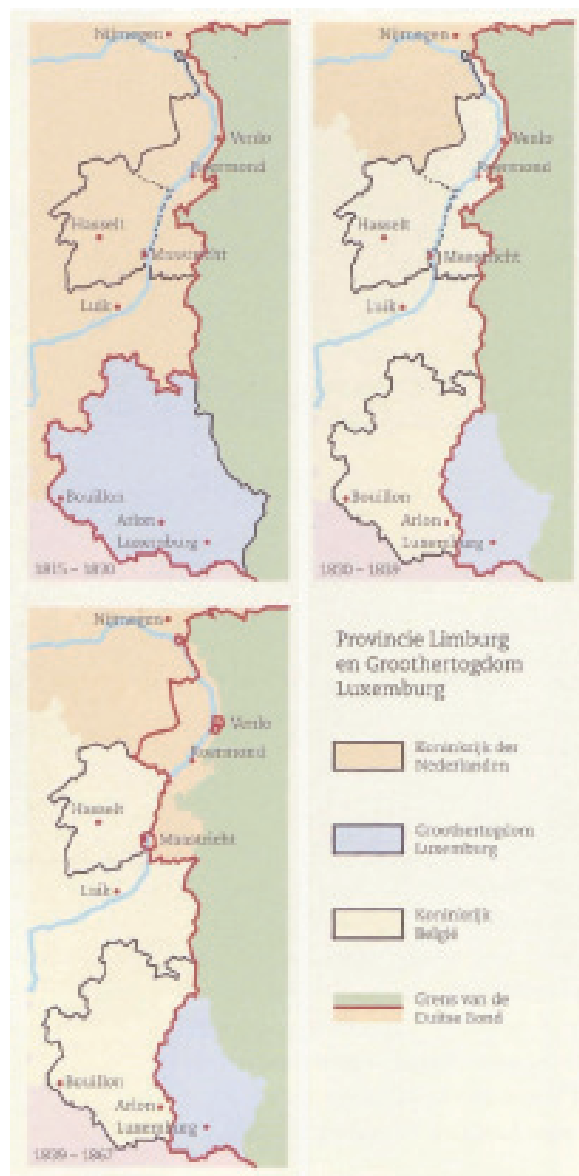 Nijmegen
Venlo
Roermond
Hasselt
Maastricht
Luik
Bouillon
Arlon
Luxemburg
1815 – 1830
Nijmegen
Venlo
Roermond
Hasselt
Maastricht
Luik
Bouillon
Arlon
Luxemburg
1830 – 1839
Nijmegen
Venlo
Roermond
Hasselt
Maastricht
Luik
Bouillon
Arlon
Luxemburg
1839 – 1867
Provincie Limburg
en Groothertogdom
Luxemburg
Koninkrijk der
Nederlanden
Groothertogdom
Luxemburg
Koninkrijk
België
Grens van de
Duitse Bond